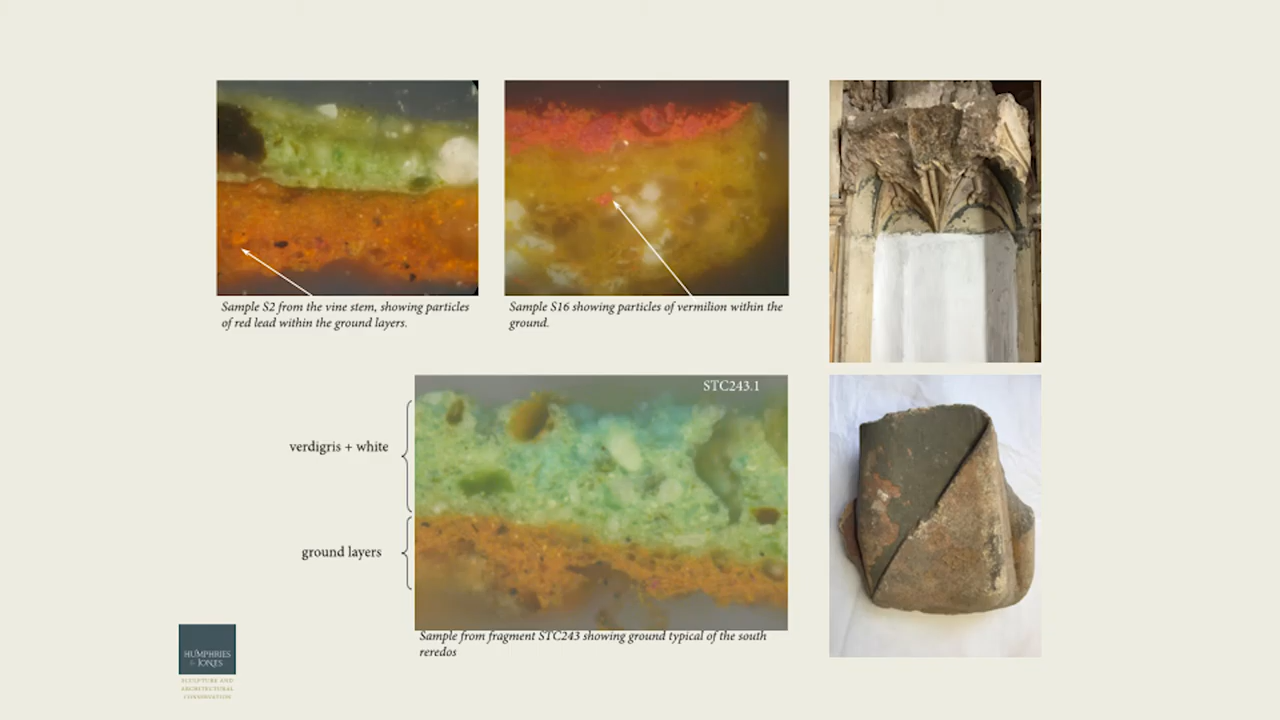 Sample S2 from the vine stem, showing particles
of red lead within the ground layers.
Sample S16 showing particles of vermilion within the
ground.
STC243.1
verdigris + white
ground layers
Sample from fragment STC243 showing ground typical of the south
reredos
HUMPHRIES
& JONES
SCULPTURE AND
ARCHITECTURAL
CONSERVATION